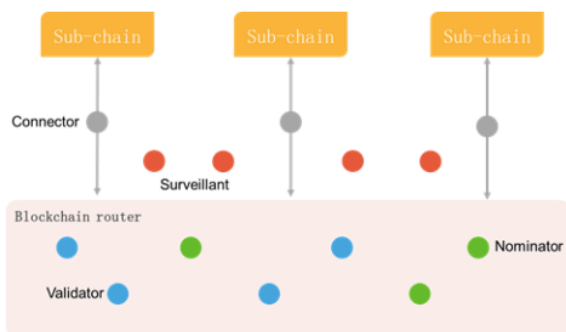 Sub-chain
Sub-chain
Sub-chain
Connector
Surveillant
Blockchain router
Nominator
Validator